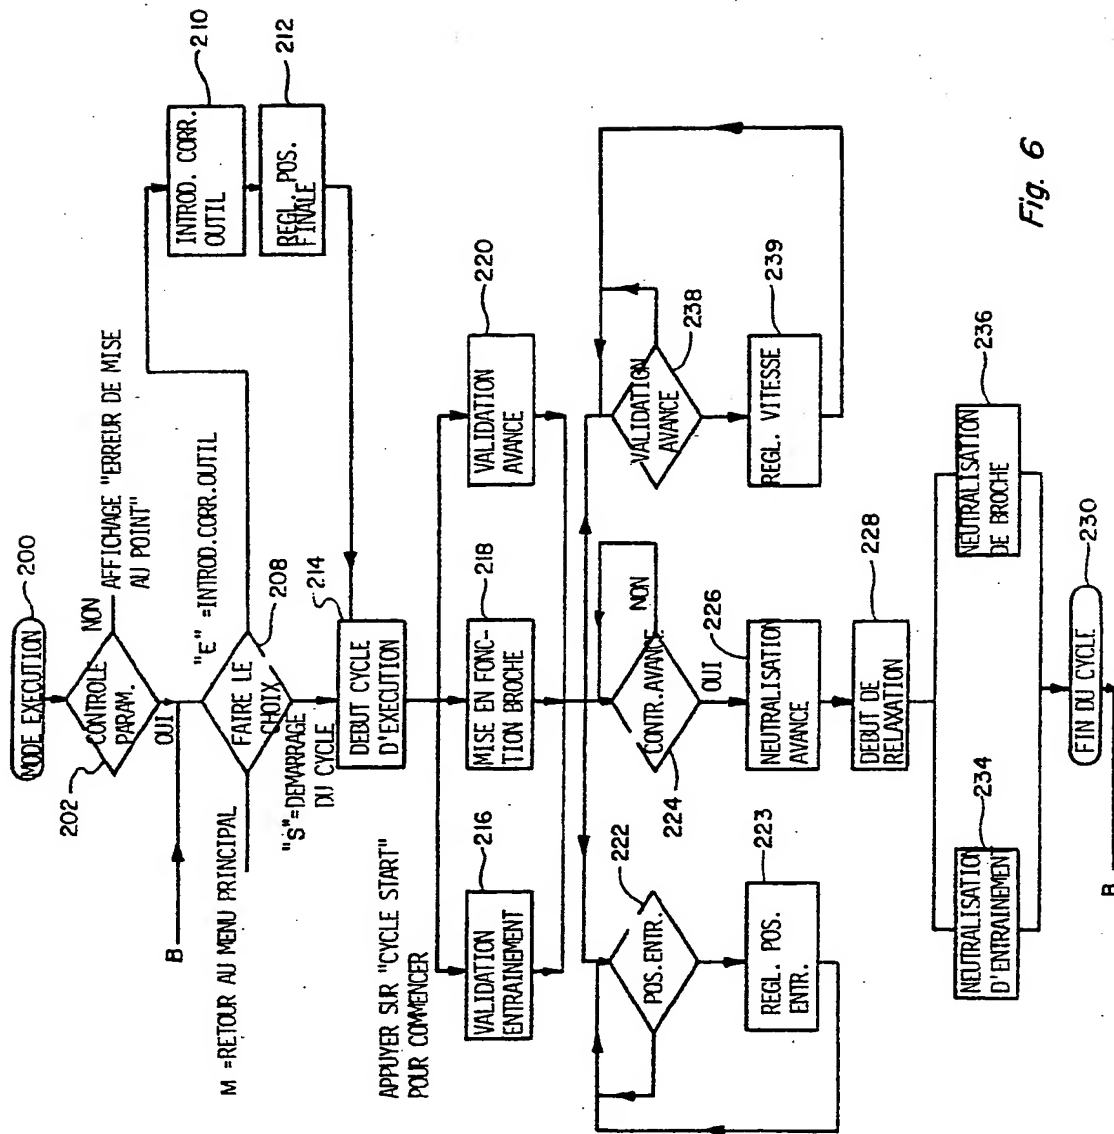 MODE EXECUTION
200
CONTROLE
PARAM.
202
NON
AFFICHAGE "ERREUR DE MISE
AU POINT"
OUI
B
"E" =INTROD.CORR.OUTIL
FAIRE LE
CHOIX
208
M =RETOUR AU MENU PRINCIPAL
"S"=DEMARRAGE
DU CYCLE
INTROD. CORR.
OUTIL
210
REGL. POS.
FINALE
212
DEBUT CYCLE
D'EXECUTION
214
APPUYER SUR "CYCLE START"
POUR COMMENCER
VALIDATION
ENTRAINEMENT
216
MISE EN FONC-
TION BROCHE
218
VALIDATION
AVANCE
220
POS.ENTR.
222
REGL. POS.
ENTR.
223
CONTR.AVANCE
224
NON
OUI
VALIDATION
AVANCE
238
REGL. VITESSE
239
NEUTRALISATION
AVANCE
226
DEBUT DE
RELAXATION
228
NEUTRALISATION
D'ENTRAINEMENT
234
NEUTRALISATION
DE BROCHE
236
FIN DU CYCLE
230
B
Fig. 6